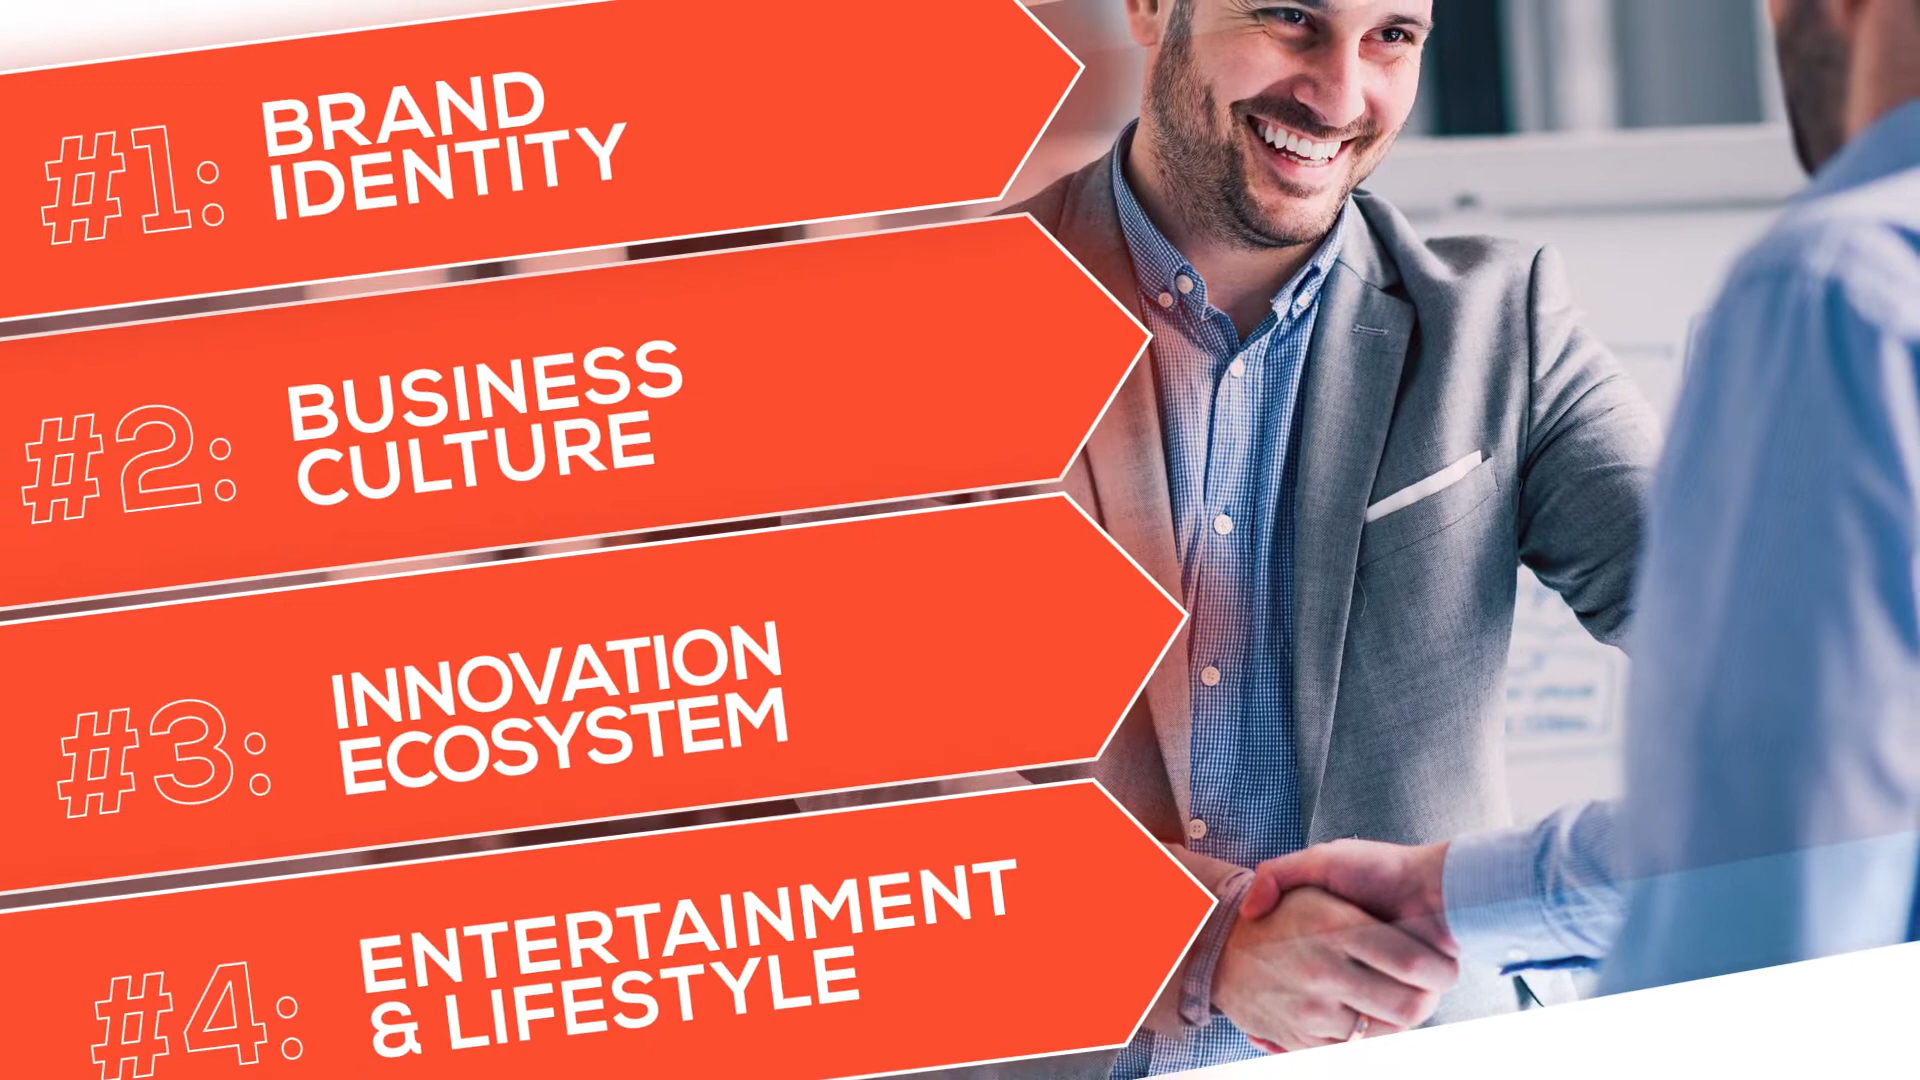 #1: BRAND
IDENTITY
#2: BUSINESS
CULTURE
#3: INNOVATION
ECOSYSTEM
#4: ENTERTAINMENT
& LIFESTYLE